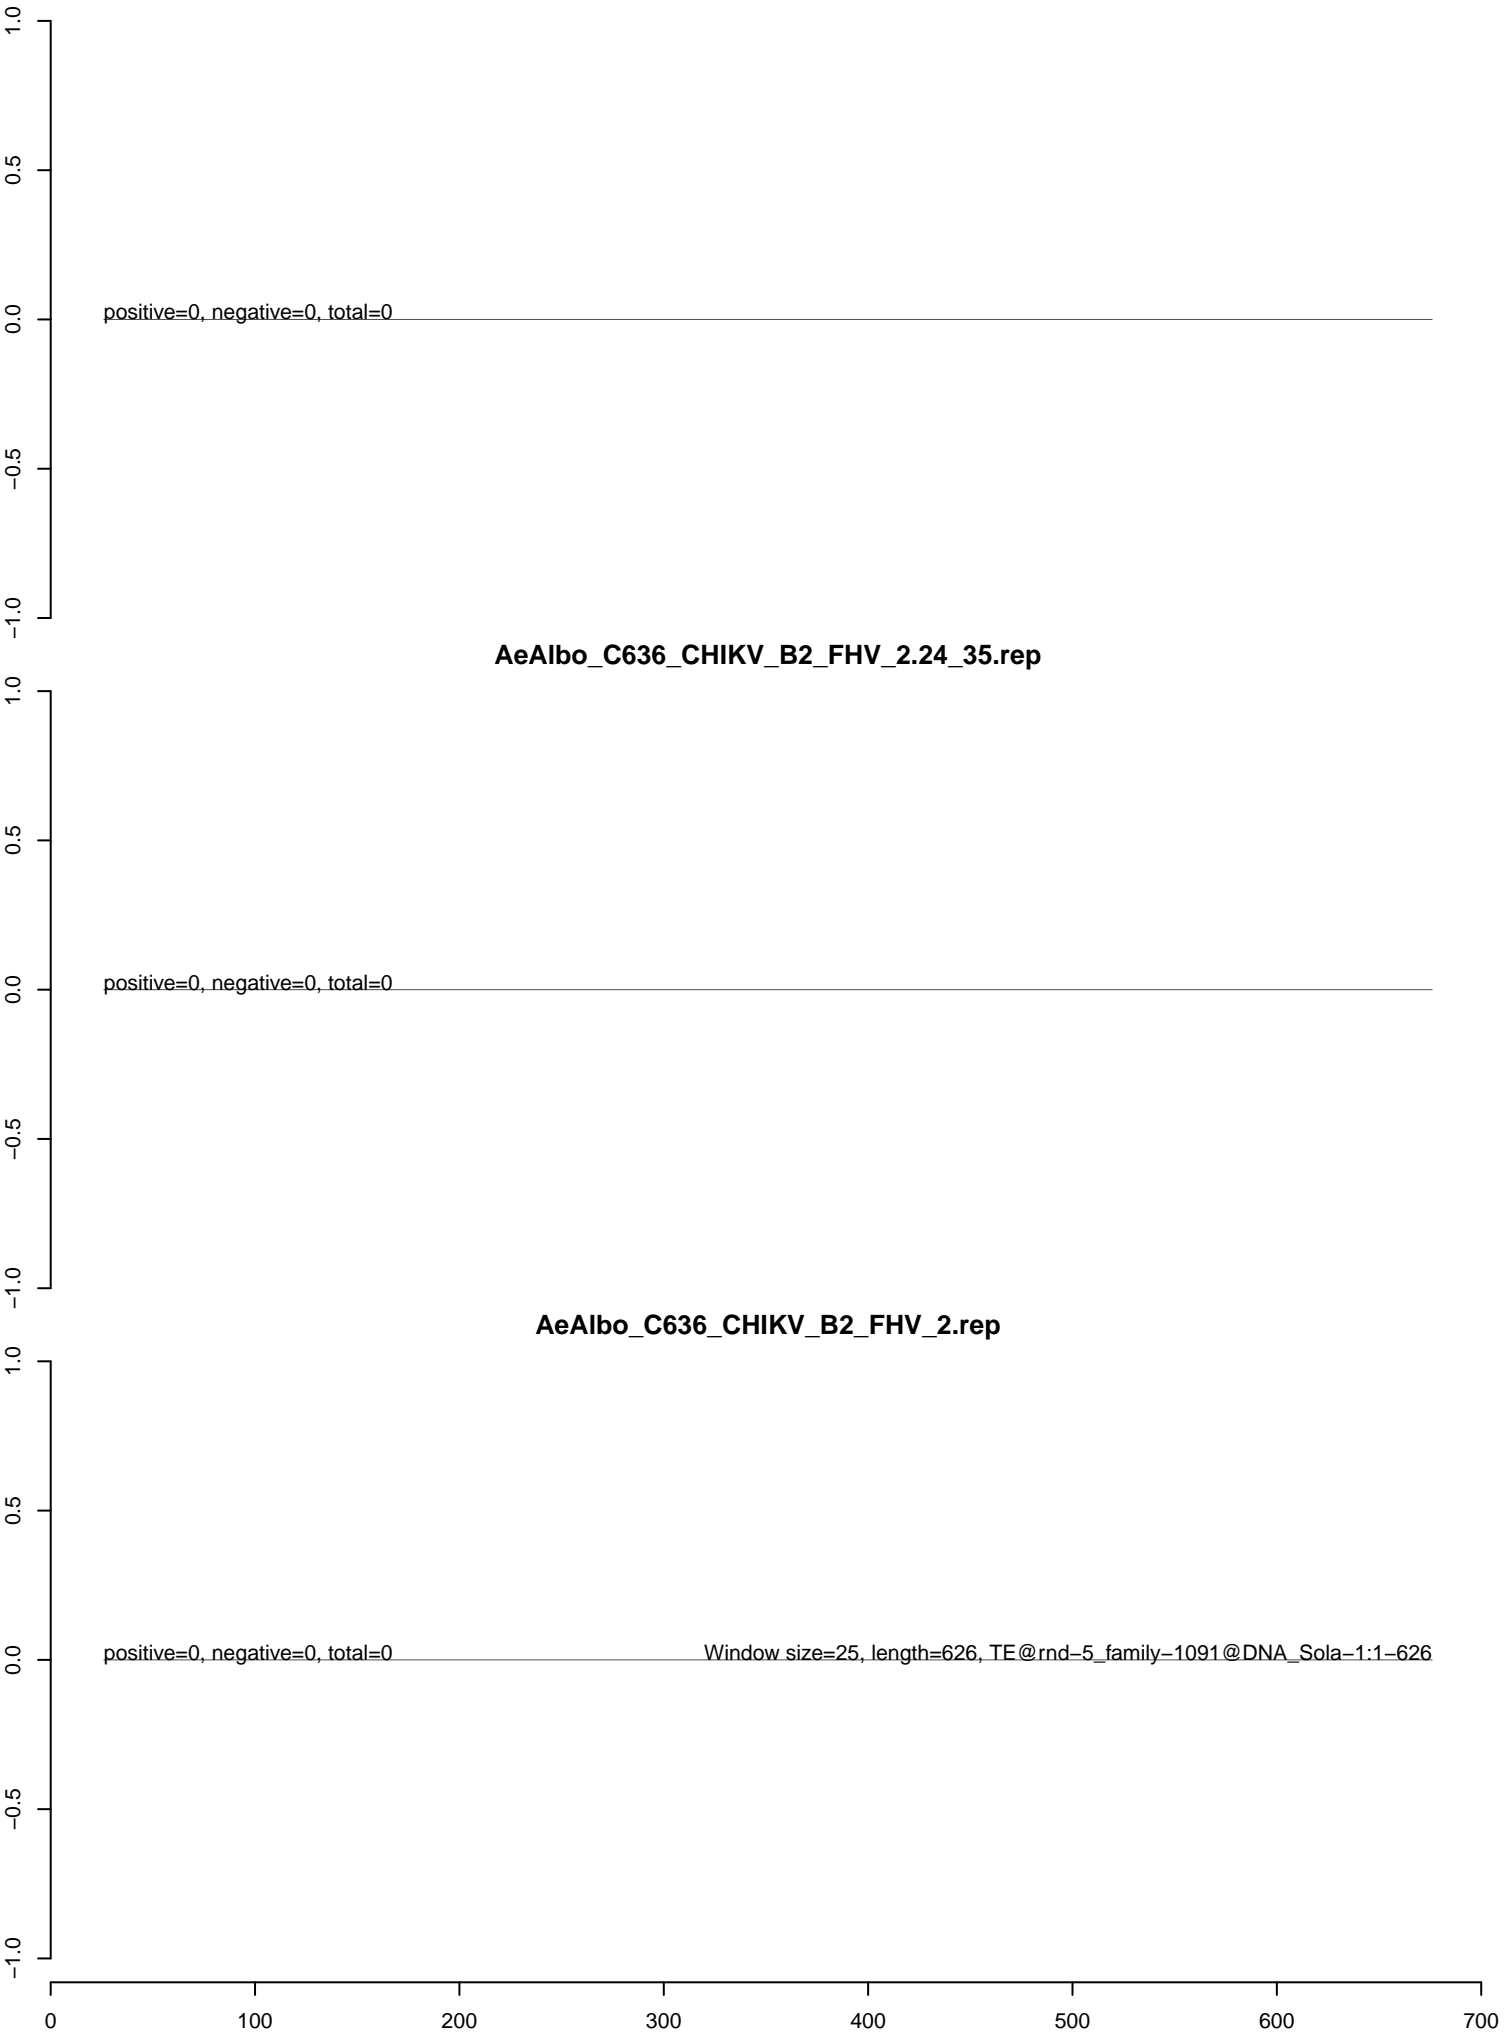 1.0
0.5
0.0
−0.5
−1.0
positive=0, negative=0, total=0
AeAlbo_C636_CHIKV_B2_FHV_2.24_35.rep
1.0
0.5
0.0
−0.5
−1.0
positive=0, negative=0, total=0
AeAlbo_C636_CHIKV_B2_FHV_2.rep
1.0
0.5
0.0
−0.5
−1.0
positive=0, negative=0, total=0
Window size=25, length=626, TE@rnd−5_family−1091@DNA_Sola−1:1−626
0 100 200 300 400 500 600 700